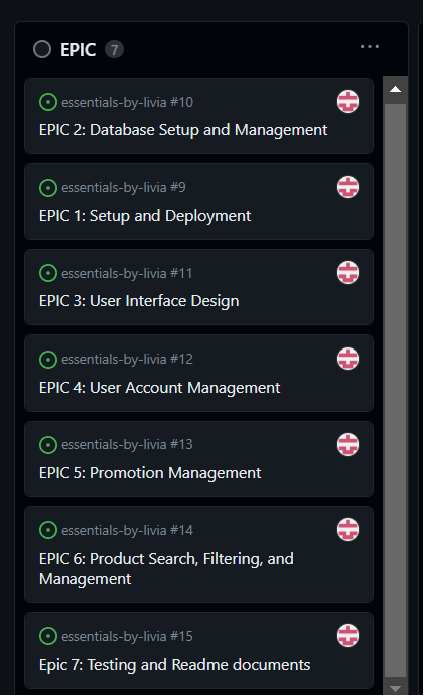 EPIC 7
essentials-by-livia #10
EPIC 2: Database Setup and Management
essentials-by-livia #9
EPIC 1: Setup and Deployment
essentials-by-livia #11
EPIC 3: User Interface Design
essentials-by-livia #12
EPIC 4: User Account Management
essentials-by-livia #13
EPIC 5: Promotion Management
essentials-by-livia #14
EPIC 6: Product Search, Filtering, and
Management
essentials-by-livia #15
Epic 7: Testing and Readme documents